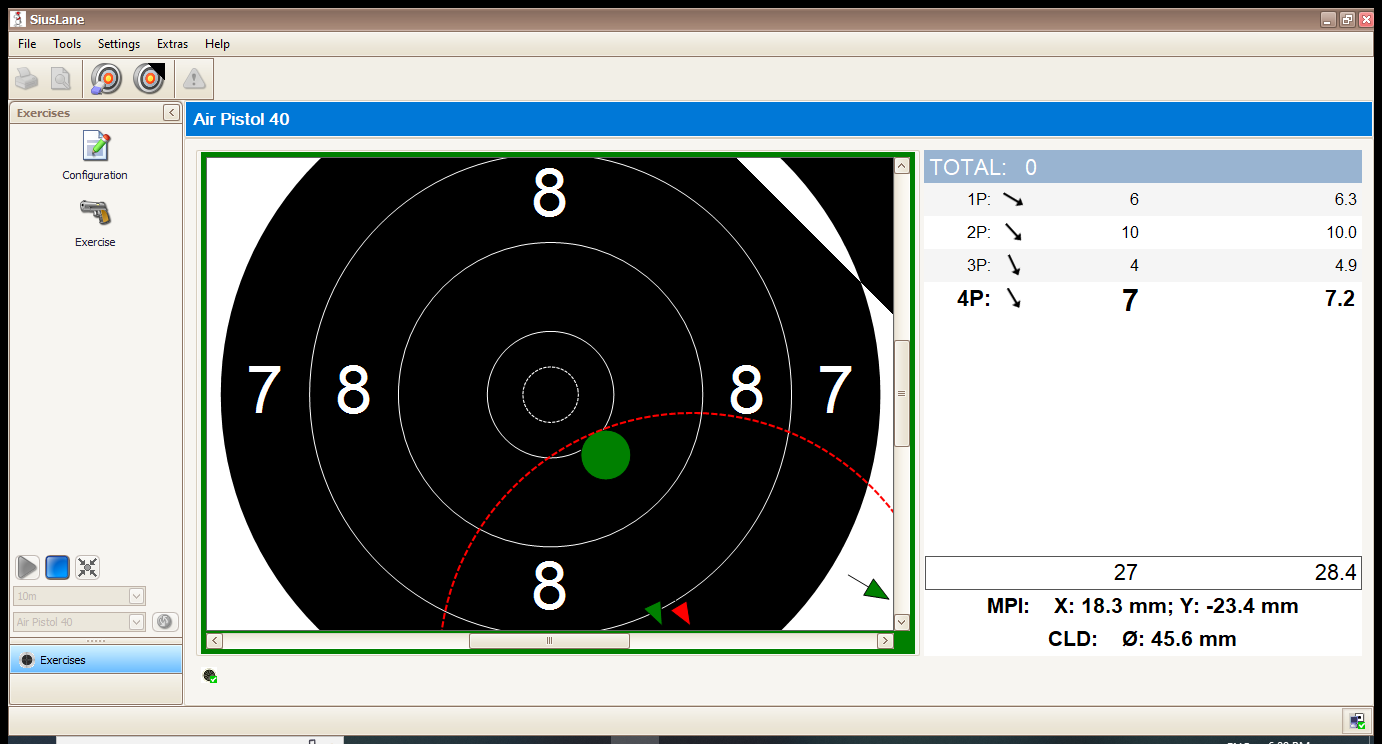 SiusLane
File Tools Settings Extras Help
Exercises
Configuration
Exercise
10m
Air Pistol 40
Exercises
Air Pistol 40
8
7 8 8 7
8
TOTAL: 0
1P: 6 6.3
2P: 10 10.0
3P: 4 4.9
4P: 7 7.2
27 28.4
MPI: X: 18.3 mm; Y: -23.4 mm
CLD: Ø: 45.6 mm